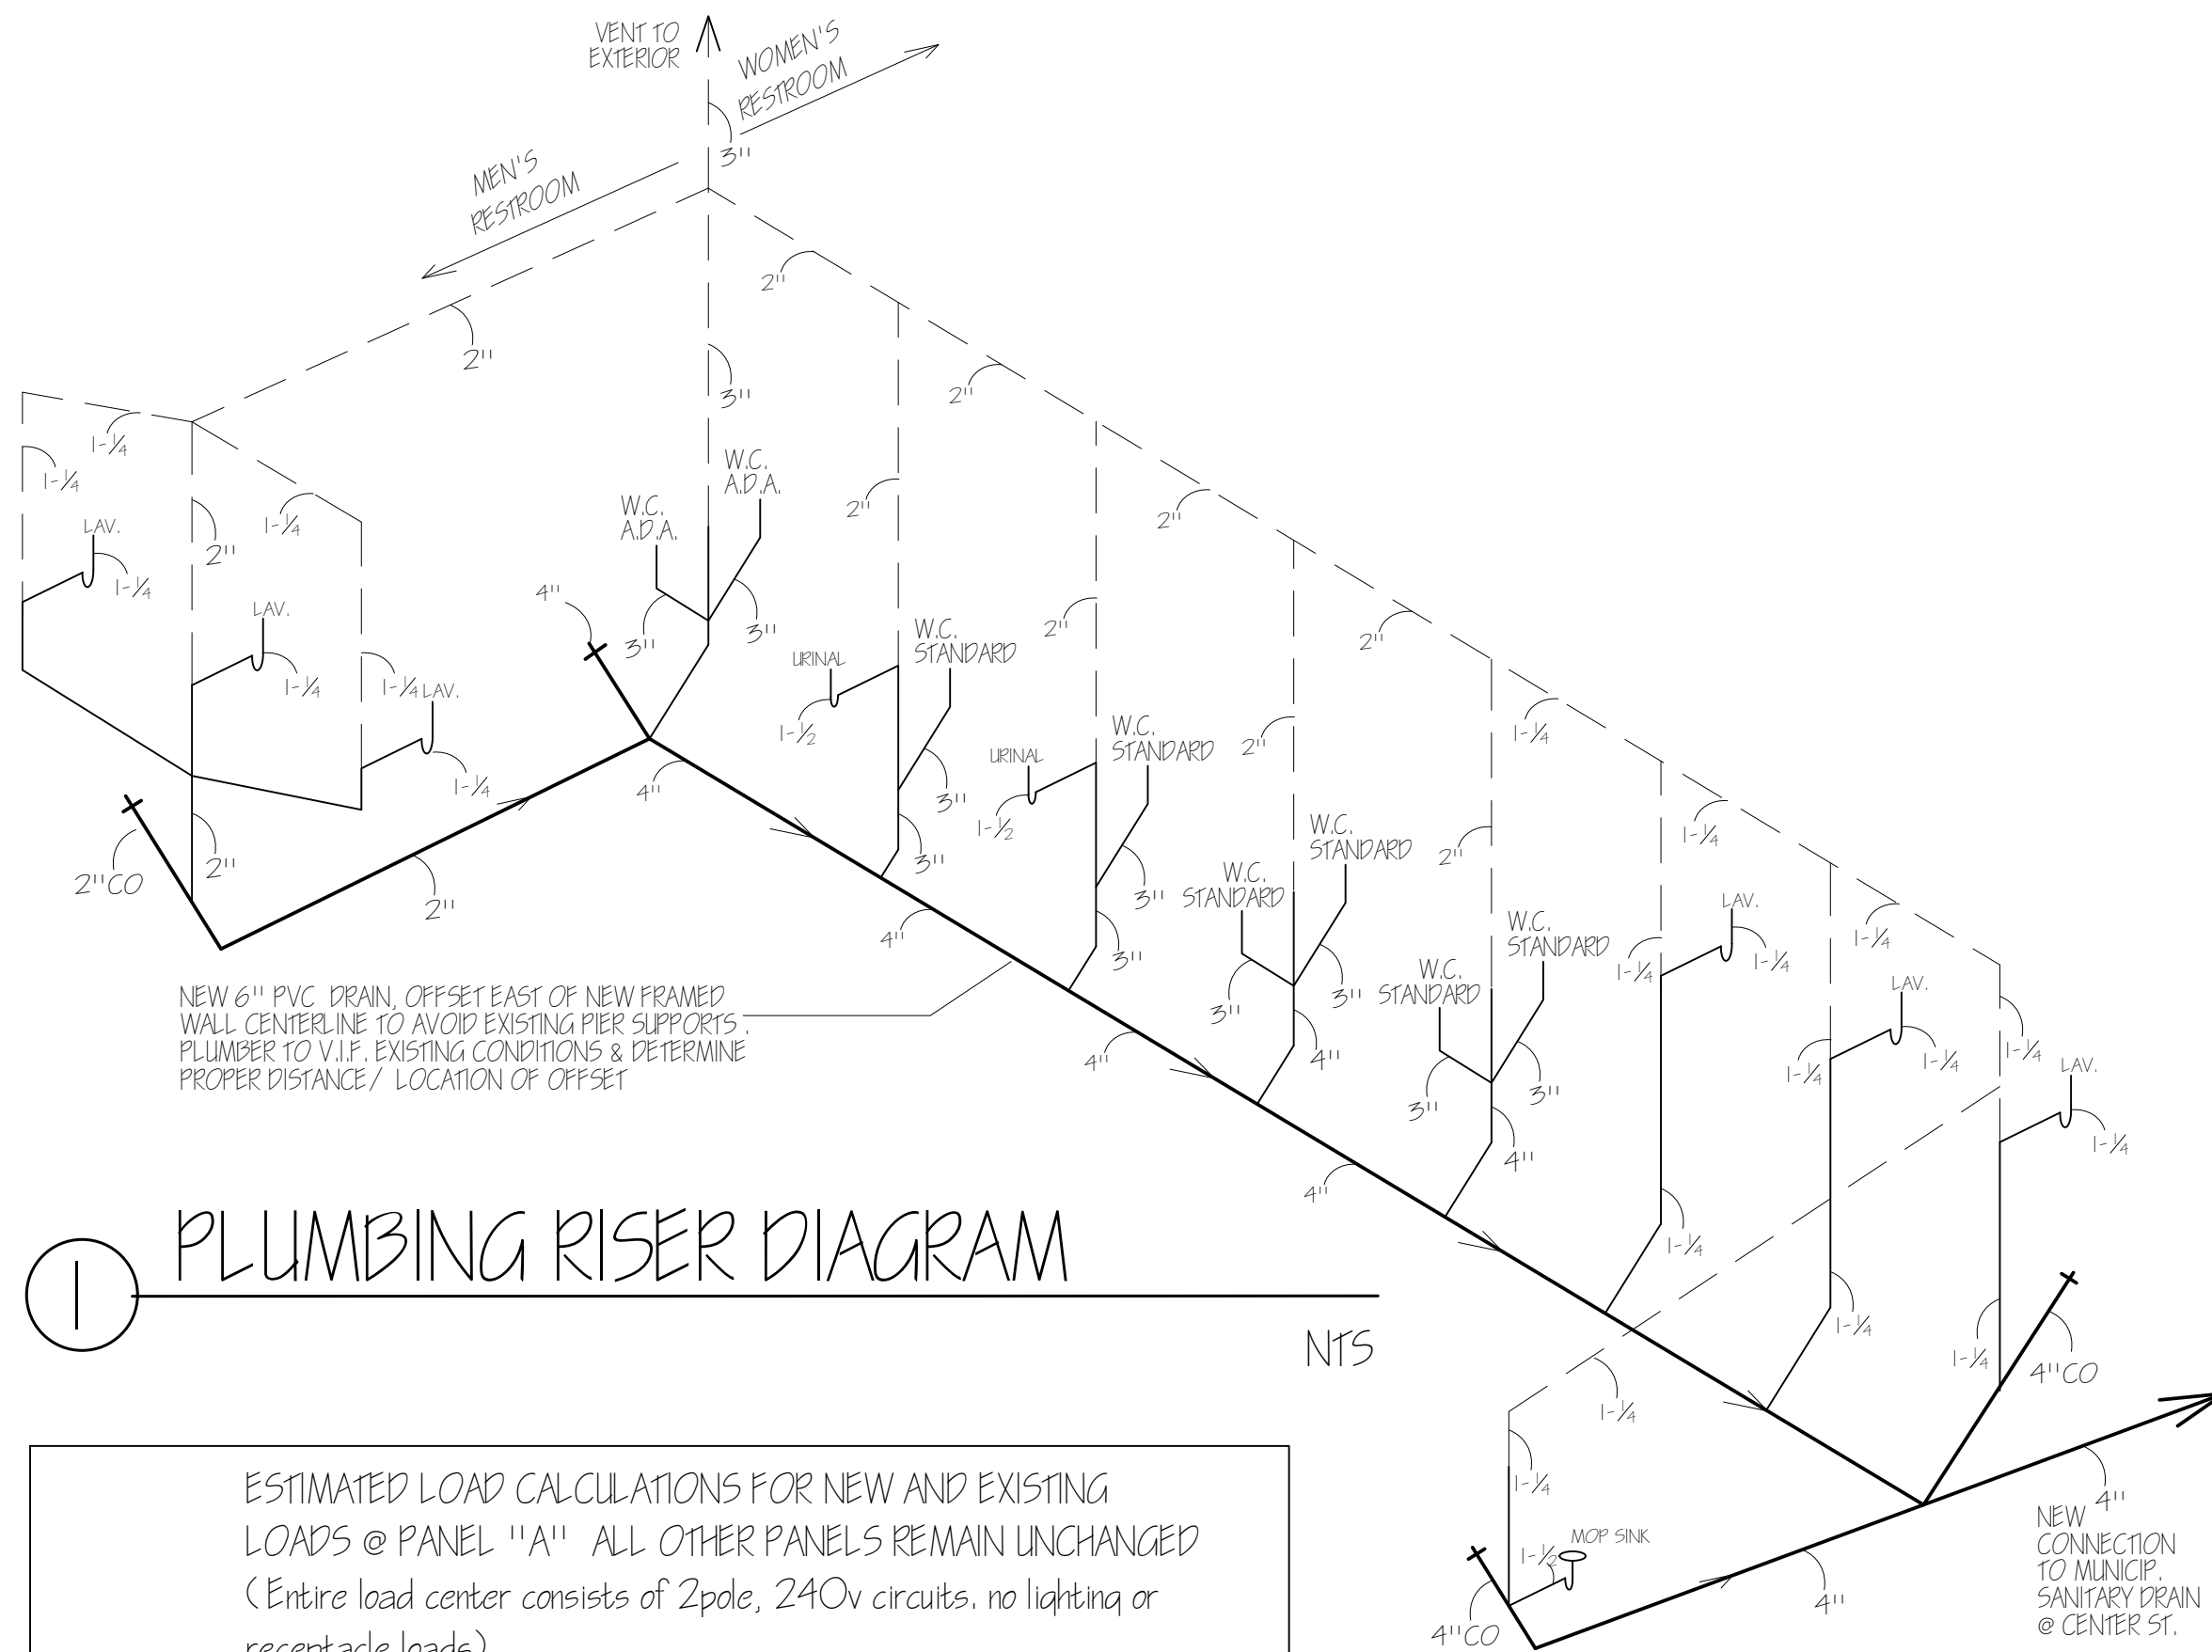 VENT TO
EXTERIOR
WOMEN'S
RESTROOM
3"
MEN'S
RESTROOM
2"
2"
3"
2"
1-1/4
1-1/4
1-1/4
2"
LAV.
1-1/4
LAV.
1-1/4
1-1/4
LAV.
1-1/4
W.C.
A.D.A.
W.C.
A.D.A.
4"
3"
3"
2"
2"
URINAL
W.C.
STANDARD
1-1/2
3"
3"
4"
2"CO
2"
2"
2"
2"
URINAL
W.C.
STANDARD
1-1/2
3"
3"
4"
2"
W.C.
STANDARD
W.C.
STANDARD
3"
3"
4"
4"
1-1/4
2"
W.C.
STANDARD
W.C.
STANDARD
3"
3"
4"
4"
1-1/4
1-1/4
LAV.
1-1/4
1-1/4
1-1/4
1-1/4
LAV.
1-1/4
1-1/4
1-1/4
LAV.
1-1/4
1-1/4
4"CO
NEW 6" PVC DRAIN, OFFSET EAST OF NEW FRAMED
WALL CENTERLINE TO AVOID EXISTING PIER SUPPORTS .
PLUMBER TO V.I.F. EXISTING CONDITIONS & DETERMINE
PROPER DISTANCE/ LOCATION OF OFFSET
1
PLUMBING RISER DIAGRAM
NTS
1-1/4
1-1/4
MOP SINK
1-1/2
4"CO
4"
4"
NEW
CONNECTION
TO MUNICIP.
SANITARY DRAIN
@ CENTER ST.
ESTIMATED LOAD CALCULATIONS FOR NEW AND EXISTING
LOADS @ PANEL "A" ALL OTHER PANELS REMAIN UNCHANGED
(Entire load center consists of 2pole, 240v circuits. no lighting or
receptacle loads)